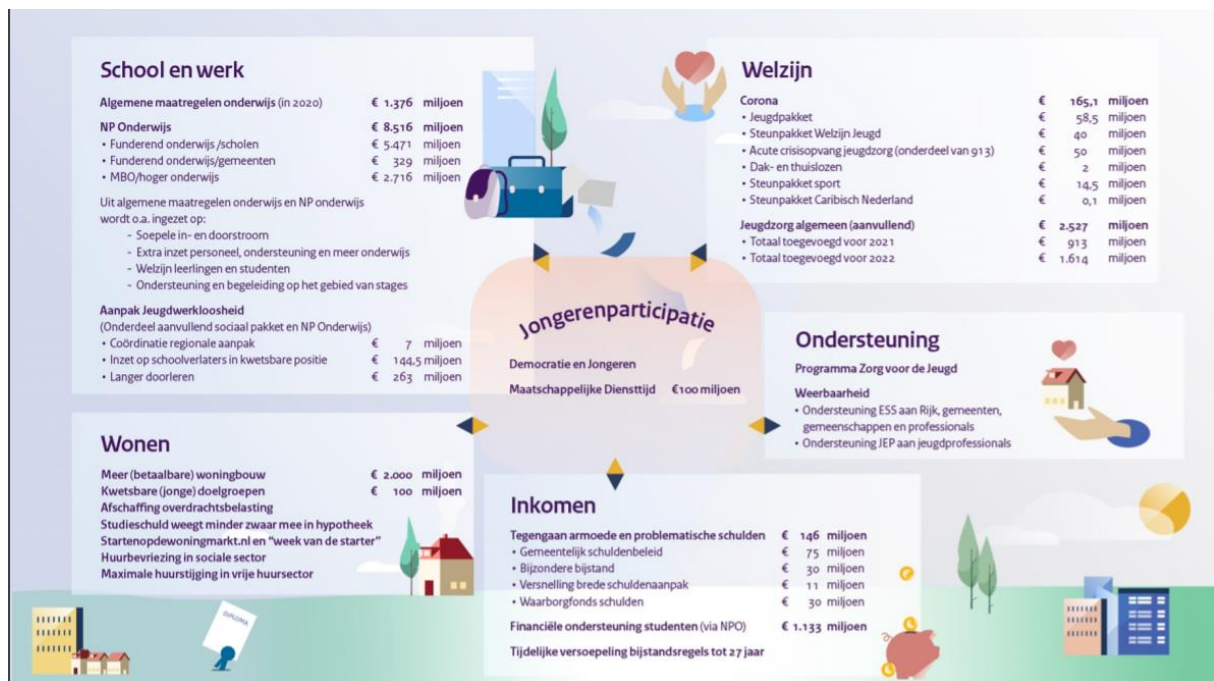 School en werk
Algemene maatregelen onderwijs (in 2020) € 1.376 miljoen
NP Onderwijs € 8.516 miljoen
• Funderend onderwijs /scholen € 5.471 miljoen
• Funderend onderwijs/gemeenten € 329 miljoen
• MBO/hoger onderwijs € 2.716 miljoen
Uit algemene maatregelen onderwijs en NP onderwijs
wordt o.a. ingezet op:
- Soepele in- en doorstroom
- Extra inzet personeel, ondersteuning en meer onderwijs
- Welzijn leerlingen en studenten
- Ondersteuning en begeleiding op het gebied van stages
Aanpak Jeugdwerkloosheid
(Onderdeel aanvullend sociaal pakket en NP Onderwijs)
• Coördinatie regionale aanpak € 7 miljoen
• Inzet op schoolverlaters in kwetsbare positie € 144,5 miljoen
• Langer doorleren € 263 miljoen
Welzijn
Corona € 165,1 miljoen
• Jeugdpakket € 58,5 miljoen
• Steunpakket Welzijn Jeugd € 40 miljoen
• Acute crisisopvang jeugdzorg (onderdeel van 913) € 50 miljoen
• Dak- en thuislozen € 2 miljoen
• Steunpakket sport € 14,5 miljoen
• Steunpakket Caribisch Nederland € 0,1 miljoen
Jeugdzorg algemeen (aanvullend) € 2.527 miljoen
• Totaal toegevoegd voor 2021 € 913 miljoen
• Totaal toegevoegd voor 2022 € 1.614 miljoen
Jongerenparticipatie
Democratie en Jongeren
Maatschappelijke Diensttijd €100 miljoen
Ondersteuning
Programma Zorg voor de Jeugd
Weerbaarheid
• Ondersteuning ESS aan Rijk, gemeenten,
gemeenschappen en professionals
• Ondersteuning JEP aan jeugdprofessionals
Wonen
Meer (betaalbare) woningbouw € 2.000 miljoen
Kwetsbare (jonge) doelgroepen € 100 miljoen
Afschaffing overdrachtsbelasting
Studieschuld weegt minder zwaar mee in hypotheek
Startenopdewoningmarkt.nl en “week van de starter”
Huurbevriezing in sociale sector
Maximale huurstijging in vrije huursector
Inkomen
Tegengaan armoede en problematische schulden € 146 miljoen
• Gemeentelijk schuldenbeleid € 75 miljoen
• Bijzondere bijstand € 30 miljoen
• Versnelling brede schuldenaanpak € 11 miljoen
• Waarborgfonds schulden € 30 miljoen
Financiële ondersteuning studenten (via NPO) € 1.133 miljoen
Tijdelijke versoepeling bijstandsregels tot 27 jaar
DIPLOMA